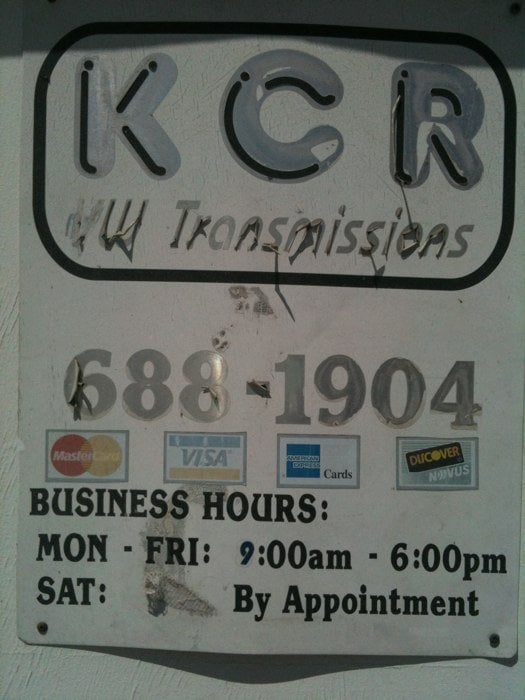 KCR
VW Transmissions
688-1904
MasterCard VISA AMERICAN EXPRESS Cards DISCOVER NOVUS
BUSINESS HOURS:
MON - FRI: 9:00am - 6:00pm
SAT: By Appointment